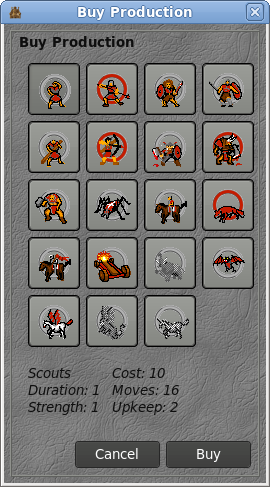 Buy Production
Buy Production
Scouts Cost: 10
Duration: 1 Moves: 16
Strength: 1 Upkeep: 2
Cancel Buy